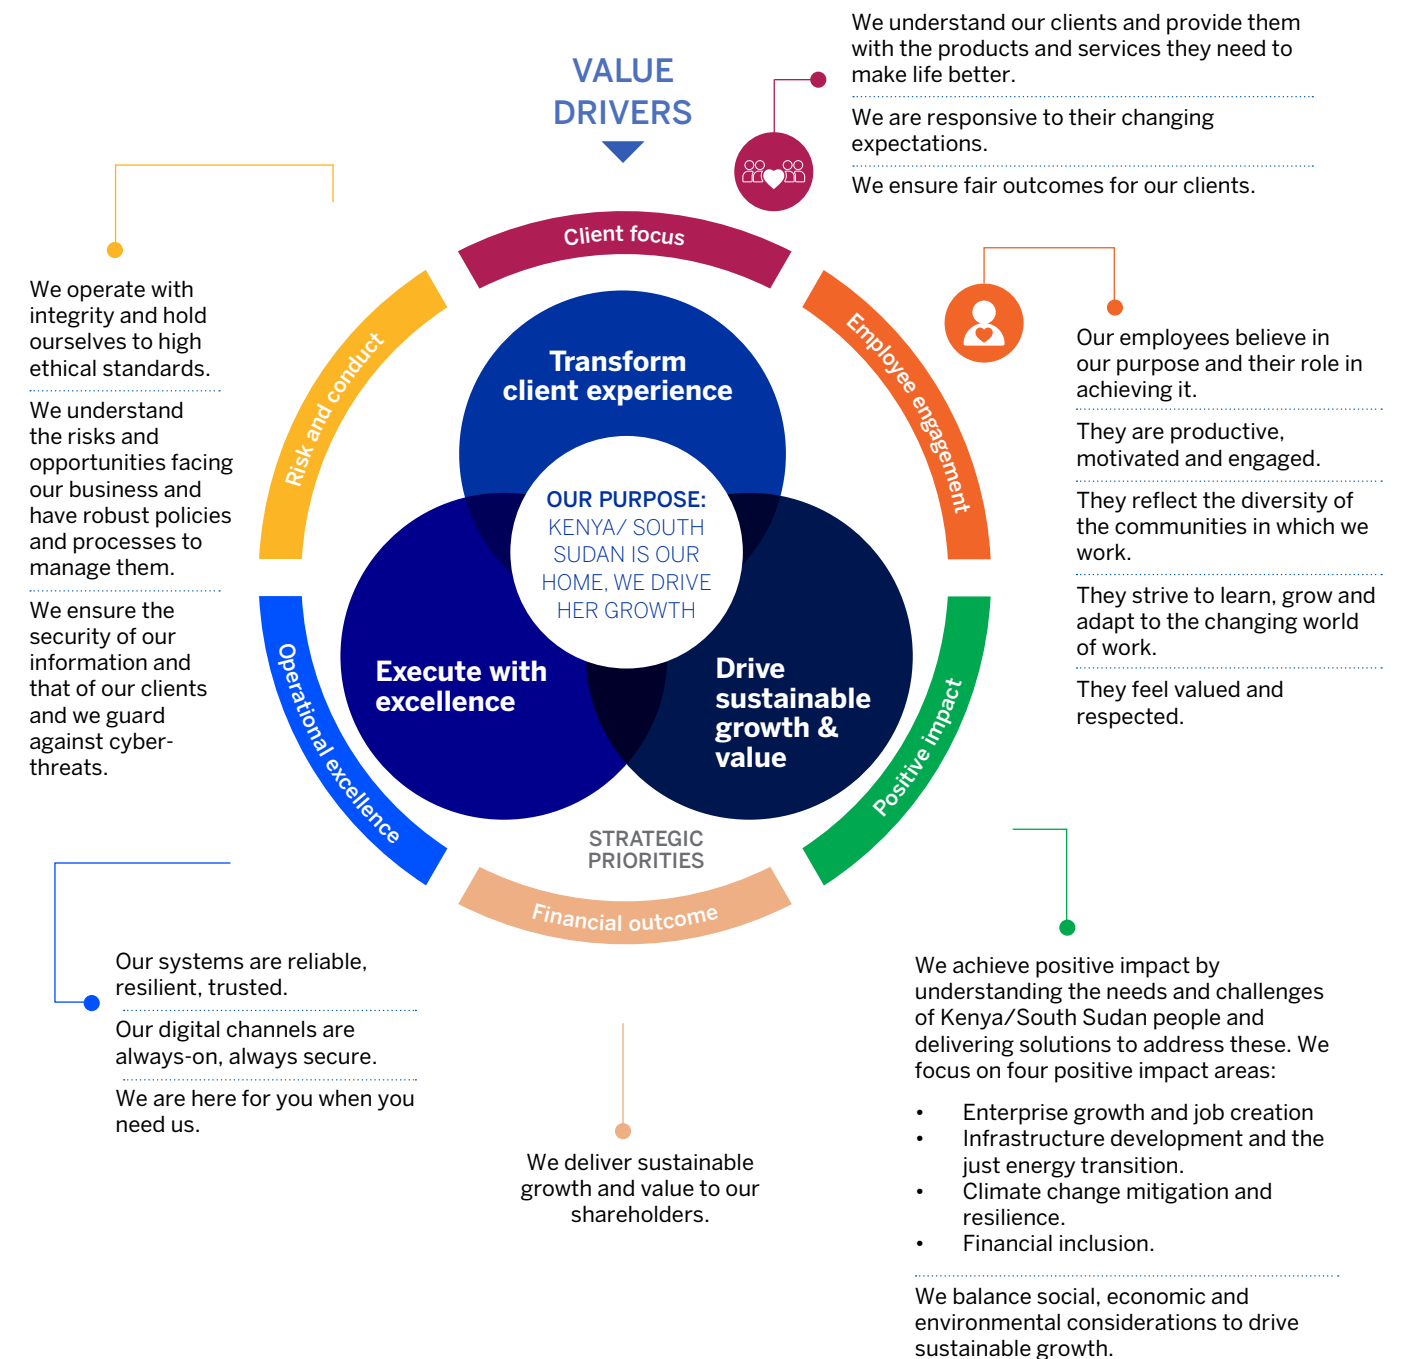 VALUE
DRIVERS
We understand our clients and provide them
with the products and services they need to
make life better.
We are responsive to their changing
expectations.
We ensure fair outcomes for our clients.
Client focus
Employee engagement
Our employees believe in
our purpose and their role in
achieving it.
They are productive,
motivated and engaged.
They reflect the diversity of
the communities in which we
work.
They strive to learn, grow and
adapt to the changing world
of work.
They feel valued and
respected.
Risk and conduct
We operate with
integrity and hold
ourselves to high
ethical standards.
We understand
the risks and
opportunities facing
our business and
have robust policies
and processes to
manage them.
We ensure the
security of our
information and
that of our clients
and we guard
against cyber-
threats.
Transform
client experience
OUR PURPOSE:
KENYA/ SOUTH
SUDAN IS OUR
HOME, WE DRIVE
HER GROWTH
Execute with
excellence
Drive
sustainable
growth &
value
STRATEGIC
PRIORITIES
Operational excellence
Our systems are reliable,
resilient, trusted.
Our digital channels are
always-on, always secure.
We are here for you when you
need us.
Financial outcome
We deliver sustainable
growth and value to our
shareholders.
Positive impact
We achieve positive impact by
understanding the needs and challenges
of Kenya/South Sudan people and
delivering solutions to address these. We
focus on four positive impact areas:
• Enterprise growth and job creation
• Infrastructure development and the
just energy transition.
• Climate change mitigation and
resilience.
• Financial inclusion.
We balance social, economic and
environmental considerations to drive
sustainable growth.